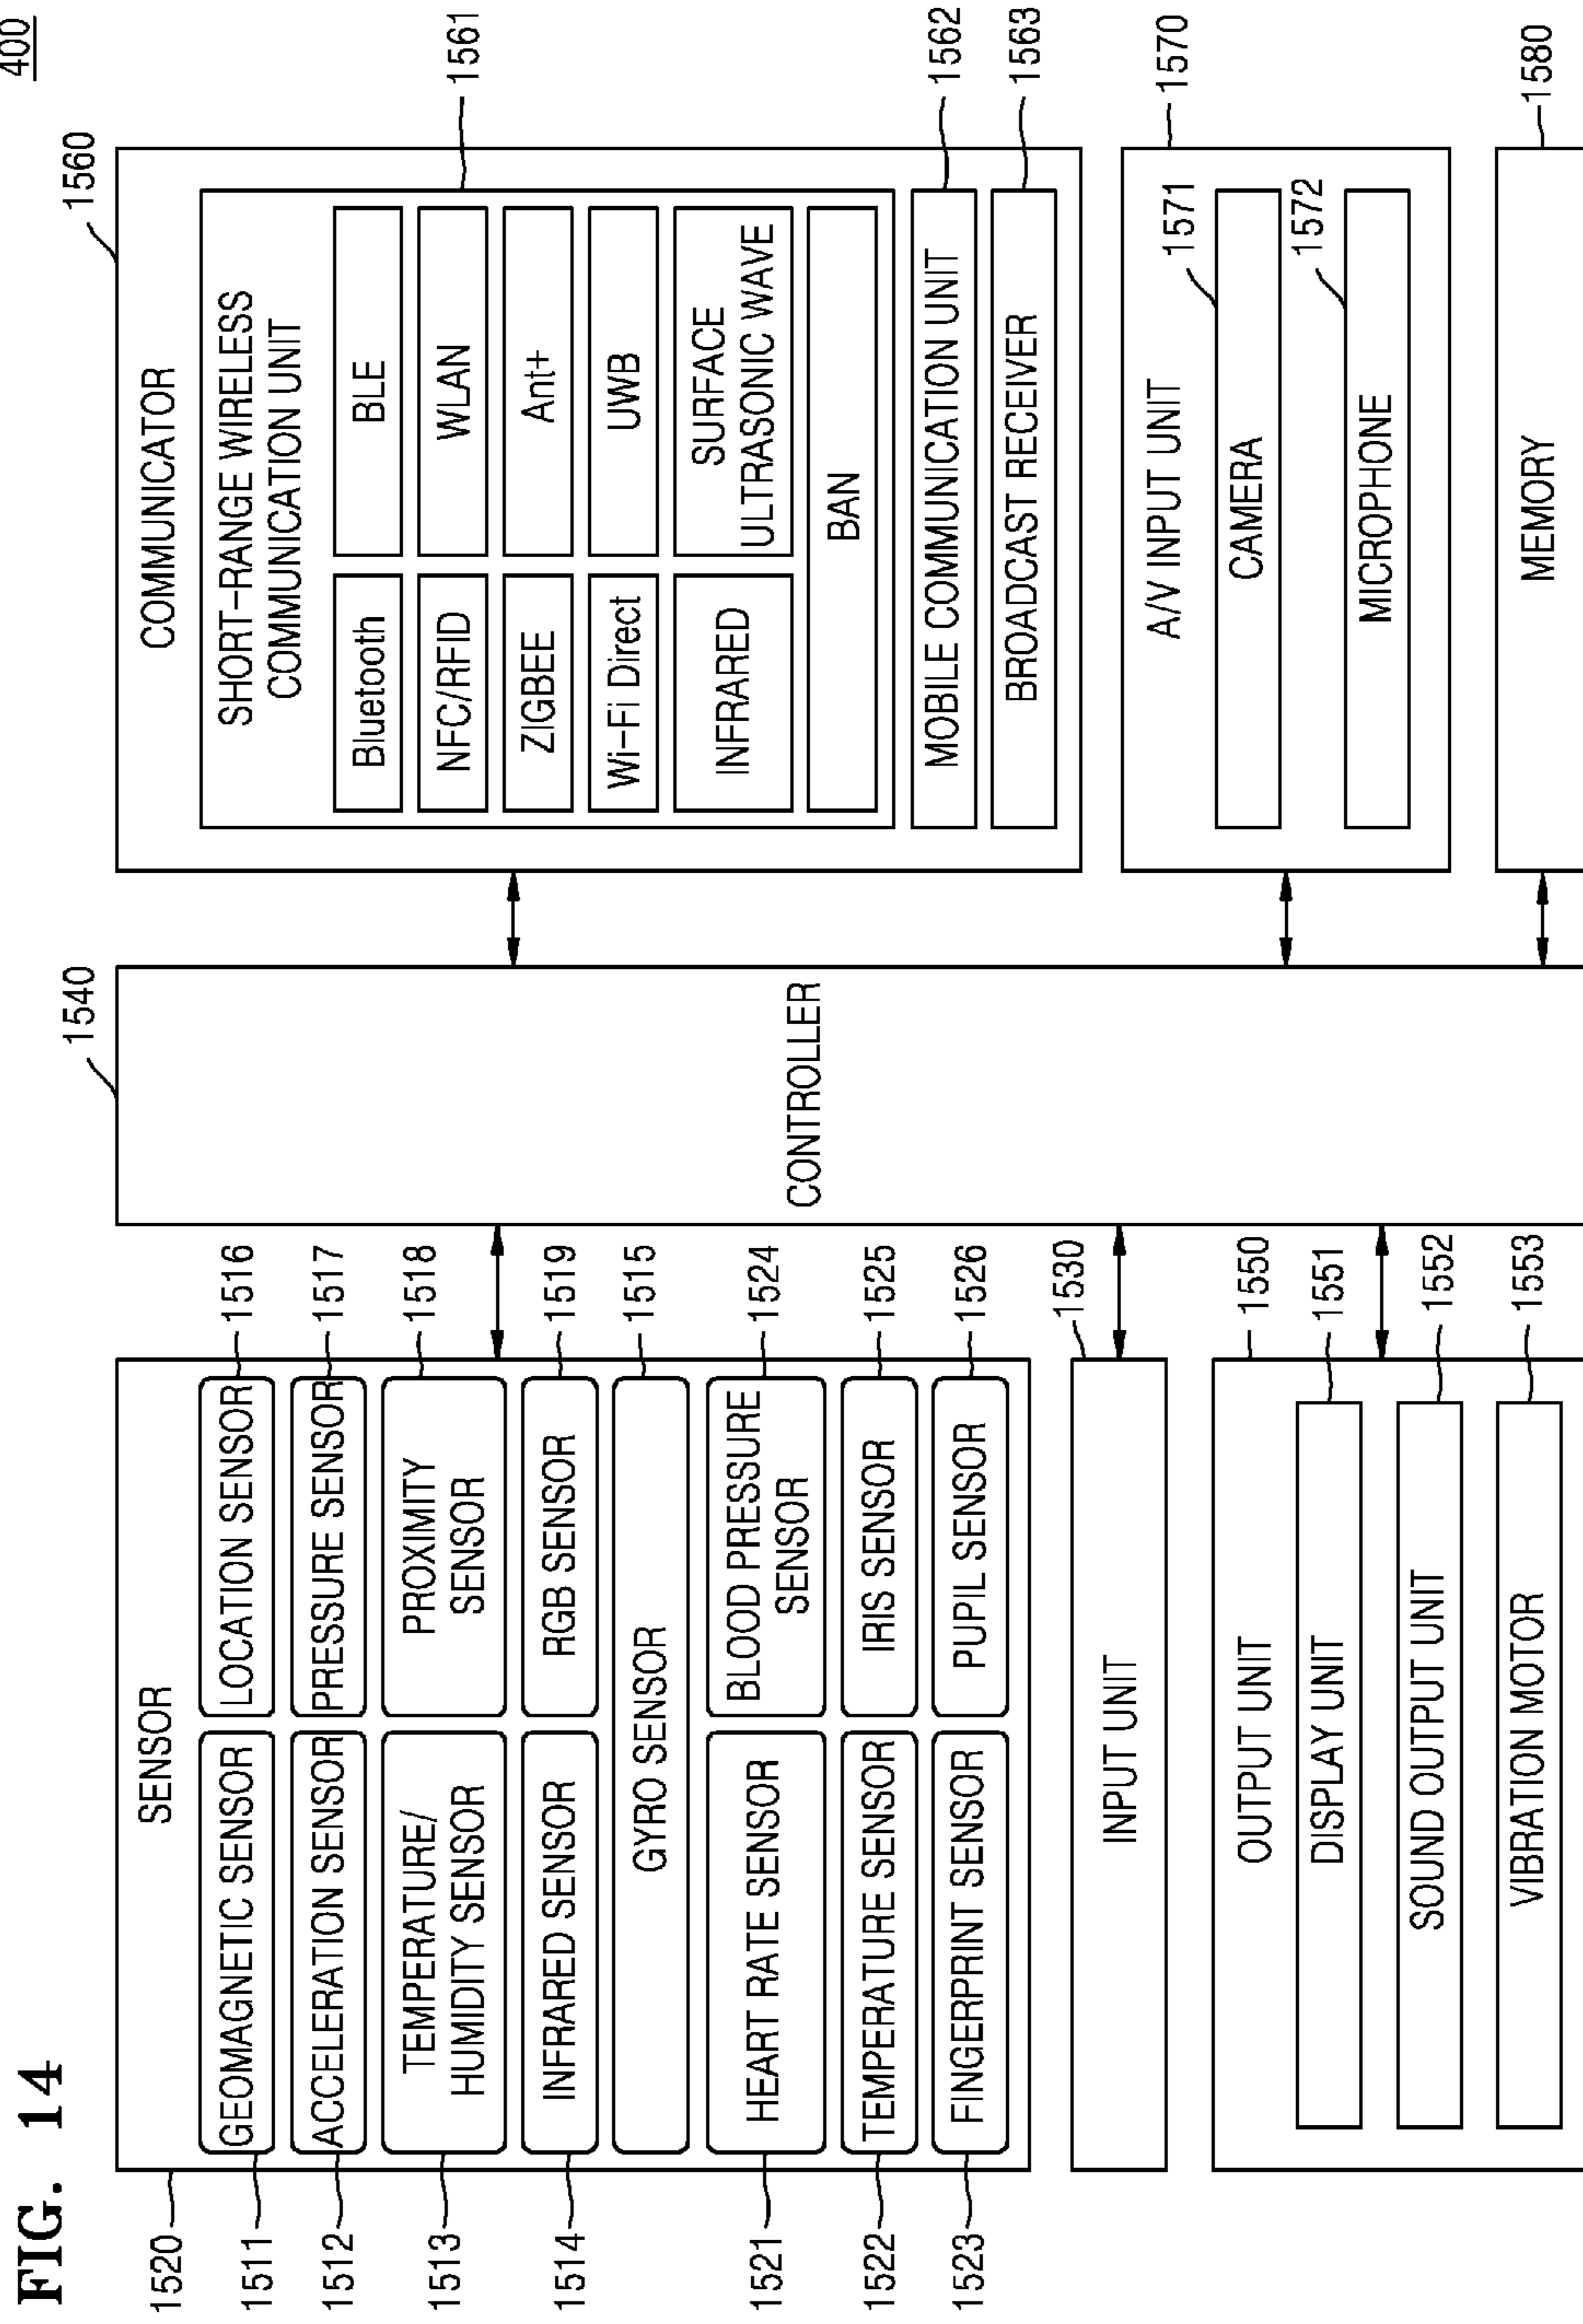 FIG. 14
400
1520
SENSOR
1511
GEOMAGNETIC SENSOR
LOCATION SENSOR
1516
1512
ACCELERATION SENSOR
PRESSURE SENSOR
1517
1513
TEMPERATURE/
HUMIDITY SENSOR
PROXIMITY
SENSOR
1518
1514
INFRARED SENSOR
RGB SENSOR
1519
GYRO SENSOR
1515
1521
HEART RATE SENSOR
BLOOD PRESSURE
SENSOR
1524
1522
TEMPERATURE SENSOR
IRIS SENSOR
1525
1523
FINGERPRINT SENSOR
PUPIL SENSOR
1526
INPUT UNIT
1530
OUTPUT UNIT
1550
DISPLAY UNIT
1551
SOUND OUTPUT UNIT
1552
VIBRATION MOTOR
1553
1540
CONTROLLER
1560
COMMUNICATOR
SHORT-RANGE WIRELESS
COMMUNICATION UNIT
1561
Bluetooth
BLE
NFC/RFID
WLAN
ZIGBEE
Ant+
Wi-Fi Direct
UWB
INFRARED
SURFACE
ULTRASONIC WAVE
BAN
MOBILE COMMUNICATION UNIT
1562
BROADCAST RECEIVER
1563
A/V INPUT UNIT
1570
1571
CAMERA
1572
MICROPHONE
MEMORY
1580